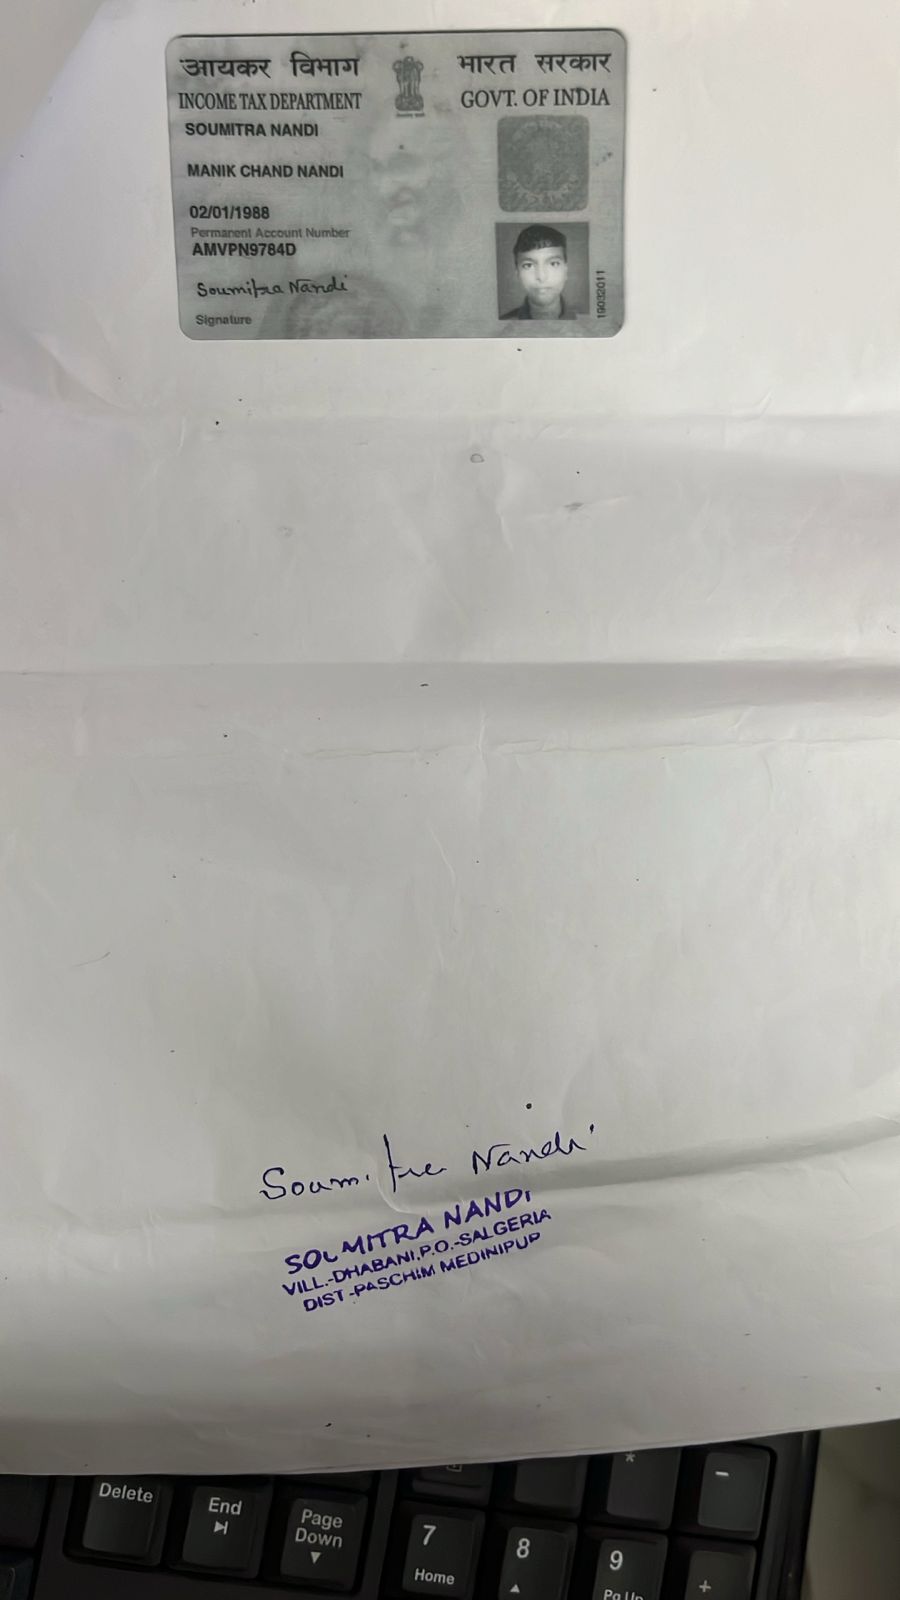 आयकर विभाग
भारत सरकार
INCOME TAX DEPARTMENT
GOVT. OF INDIA
SOUMITRA NANDI
MANIK CHAND NANDI
02/01/1988
Permanent Account Number
AMVPN9784D
Soumitra Nandi
Signature
19032011
Soumitra Nandi
SOUMITRA NANDI
VILL.-DHABANI,P.O.-SALGERIA
DIST-PASCHIM MEDINIPUR
Delete
End
Page
Down
7
Home
8
9
Pg Up
*
-
+